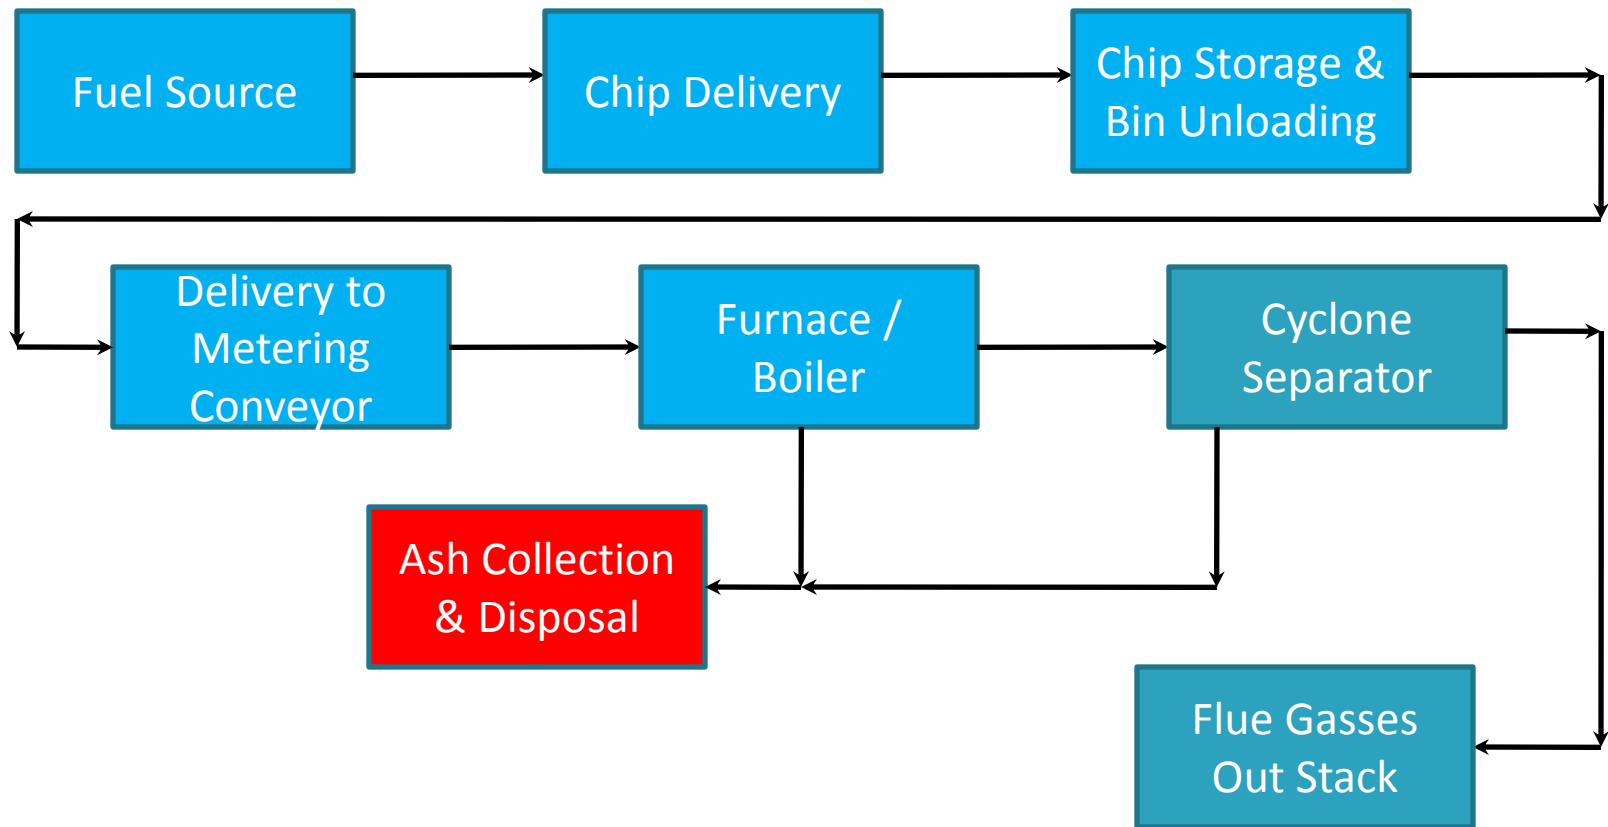 Fuel Source
Chip Delivery
Chip Storage &
Bin Unloading
Delivery to
Metering
Conveyor
Furnace /
Boiler
Cyclone
Separator
Ash Collection
& Disposal
Flue Gasses
Out Stack